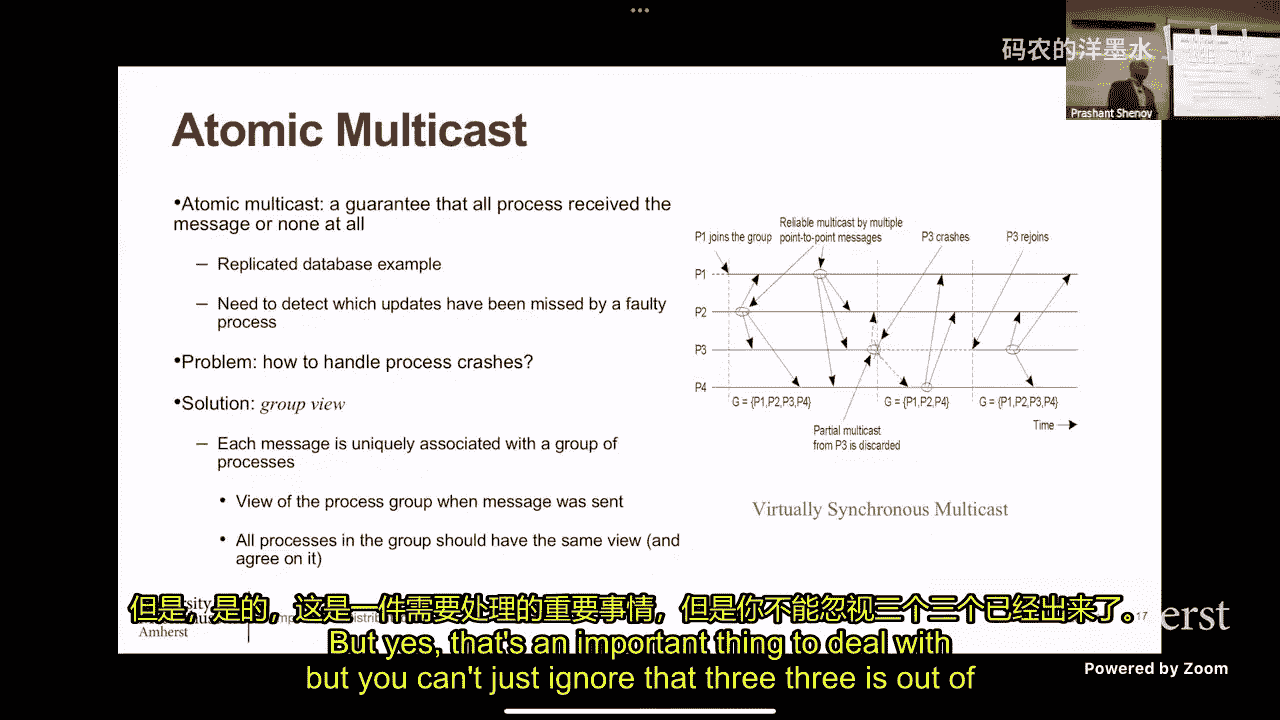 码农的洋墨水
Prashant Shenoy
Atomic Multicast
•Atomic multicast: a guarantee that all process received the
message or none at all
– Replicated database example
– Need to detect which updates have been missed by a faulty
process
•Problem: how to handle process crashes?
•Solution: group view
– Each message is uniquely associated with a group of
processes
• View of the process group when message was sent
• All processes in the group should have the same view (and
agree on it)
Reliable multicast by multiple
P1 joins the group point-to-point messages P3 crashes P3 rejoins
P1
P2
P3
P4
G = {P1,P2,P3,P4} G = {P1,P2,P4} G = {P1,P2,P3,P4}
Time
Partial multicast
from P3 is discarded
Virtually Synchronous Multicast
但是，是的，这是一件需要处理的重要事情，但是你不能忽视三个三个已经出来了。
But yes, that's an important thing to deal with
but you can't just ignore that three three is out of
Amherst
17
erst
Powered by Zoom